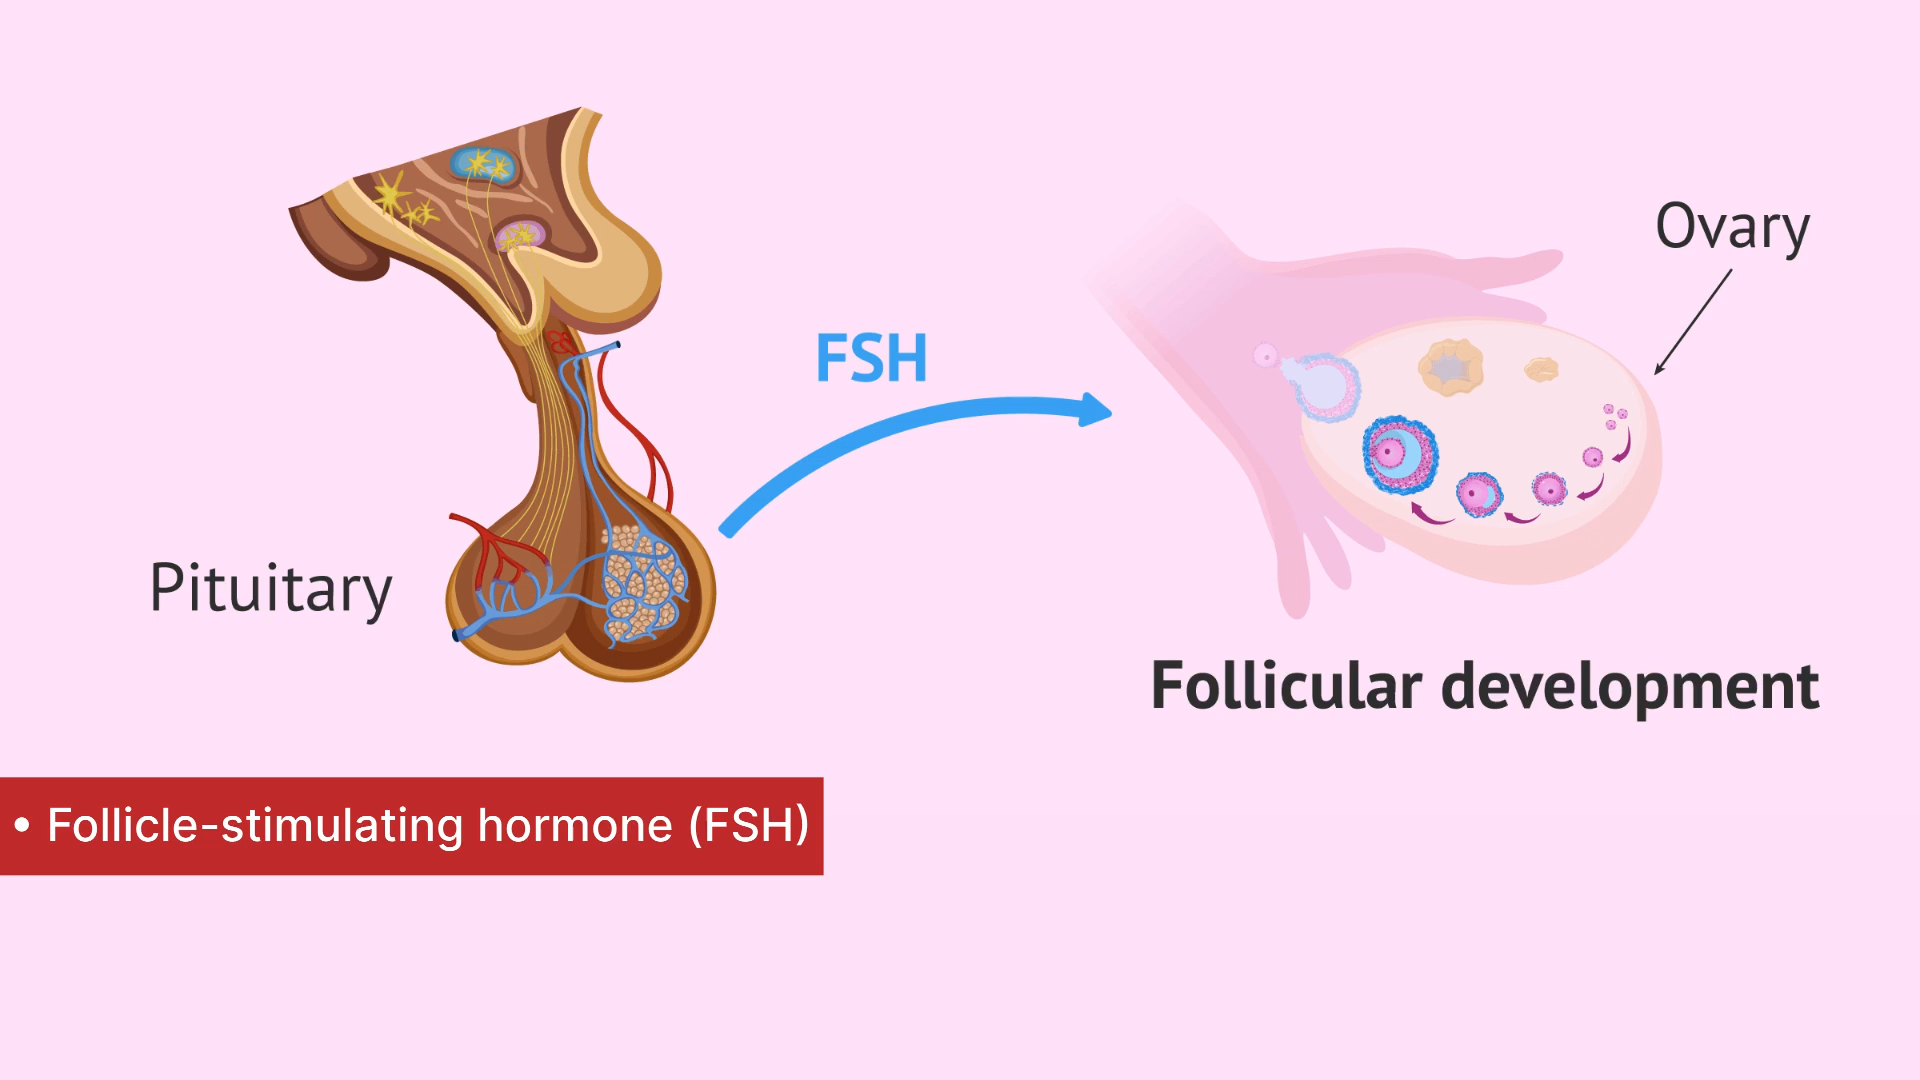 Ovary
FSH
Pituitary
Follicular development
• Follicle-stimulating hormone (FSH)